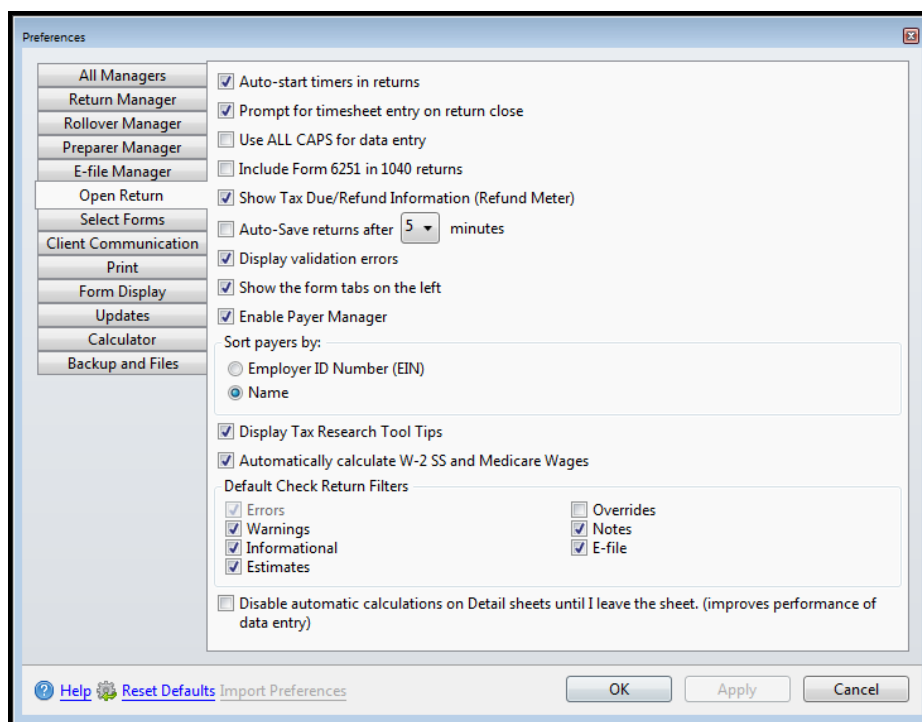 Preferences
All Managers
Return Manager
Rollover Manager
Preparer Manager
E-file Manager
Open Return
Select Forms
Client Communication
Print
Form Display
Updates
Calculator
Backup and Files
Auto-start timers in returns
Prompt for timesheet entry on return close
Use ALL CAPS for data entry
Include Form 6251 in 1040 returns
Show Tax Due/Refund Information (Refund Meter)
Auto-Save returns after 5 minutes
Display validation errors
Show the form tabs on the left
Enable Payer Manager
Sort payers by:
Employer ID Number (EIN)
Name
Display Tax Research Tool Tips
Automatically calculate W-2 SS and Medicare Wages
Default Check Return Filters
Errors
Warnings
Informational
Estimates
Overrides
Notes
E-file
Disable automatic calculations on Detail sheets until I leave the sheet. (improves performance of
data entry)
Help Reset Defaults Import Preferences
OK Apply Cancel